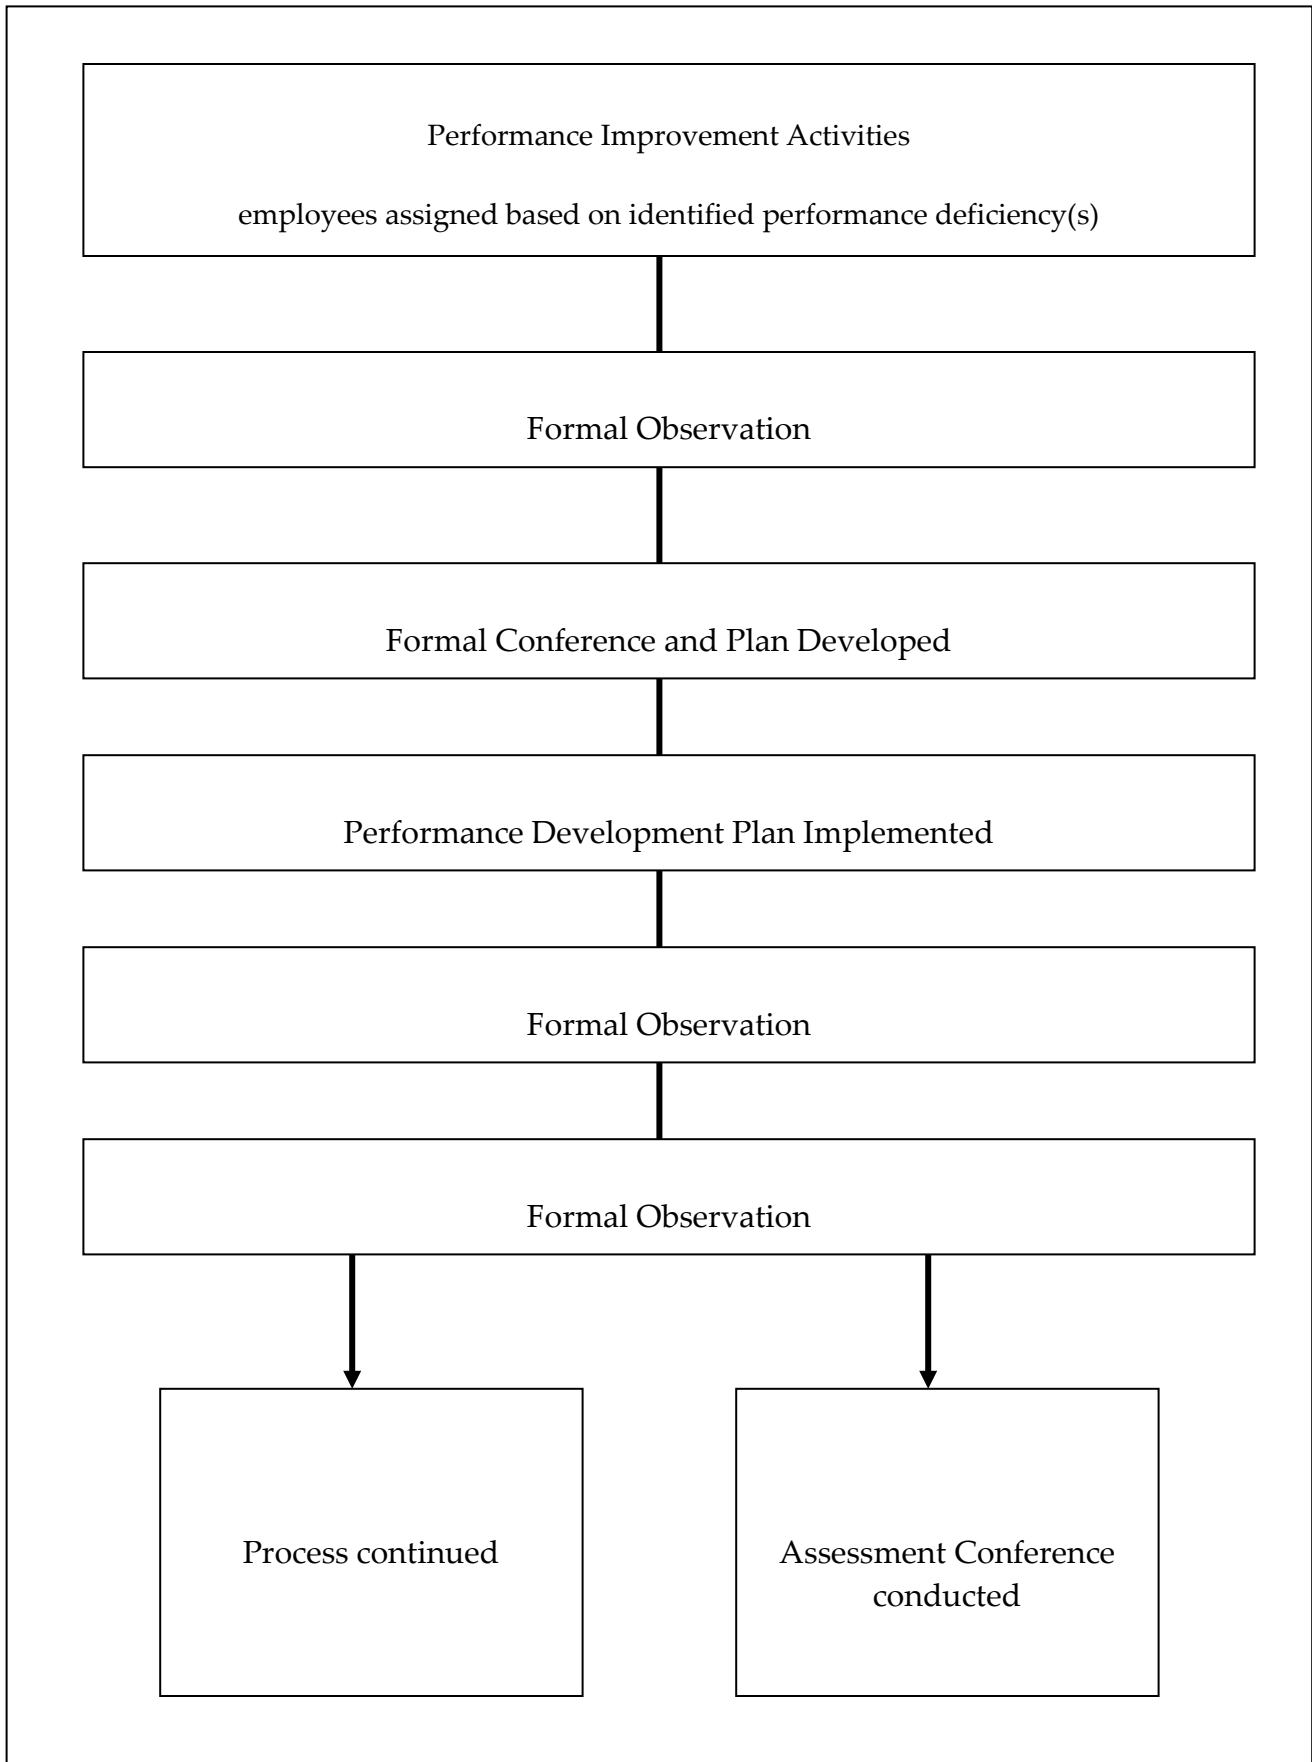 Performance Improvement Activities
employees assigned based on identified performance deficiency(s)
Formal Observation
Formal Conference and Plan Developed
Performance Development Plan Implemented
Formal Observation
Formal Observation
Process continued
Assessment Conference
conducted